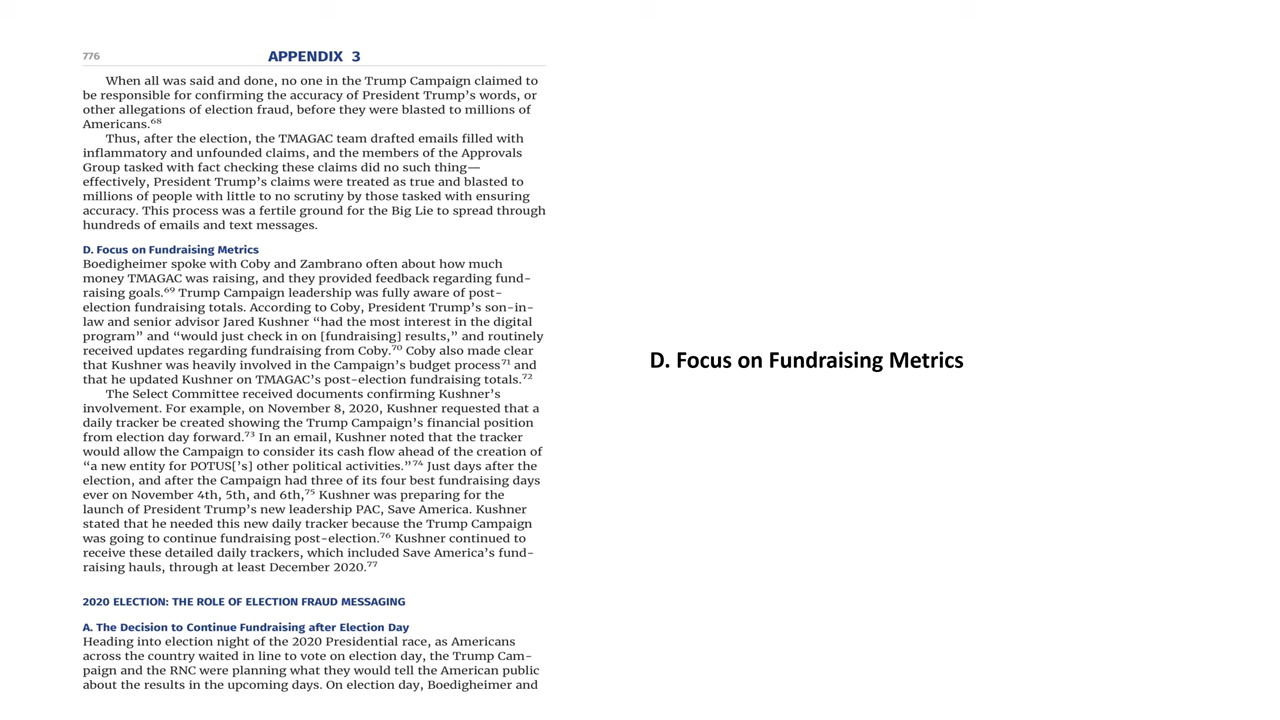 776
APPENDIX 3
When all was said and done, no one in the Trump Campaign claimed to
be responsible for confirming the accuracy of President Trump’s words, or
other allegations of election fraud, before they were blasted to millions of
Americans.⁶⁸
Thus, after the election, the TMAGAC team drafted emails filled with
inflammatory and unfounded claims, and the members of the Approvals
Group tasked with fact checking these claims did no such thing—
effectively, President Trump’s claims were treated as true and blasted to
millions of people with little to no scrutiny by those tasked with ensuring
accuracy. This process was a fertile ground for the Big Lie to spread through
hundreds of emails and text messages.
D. Focus on Fundraising Metrics
Boedigheimer spoke with Coby and Zambrano often about how much
money TMAGAC was raising, and they provided feedback regarding fund-
raising goals.⁶⁹ Trump Campaign leadership was fully aware of post-
election fundraising totals. According to Coby, President Trump’s son-in-
law and senior advisor Jared Kushner “had the most interest in the digital
program” and “would just check in on [fundraising] results,” and routinely
received updates regarding fundraising from Coby.⁷⁰ Coby also made clear
that Kushner was heavily involved in the Campaign’s budget process⁷¹ and
that he updated Kushner on TMAGAC’s post-election fundraising totals.⁷²
The Select Committee received documents confirming Kushner’s
involvement. For example, on November 8, 2020, Kushner requested that a
daily tracker be created showing the Trump Campaign’s financial position
from election day forward.⁷³ In an email, Kushner noted that the tracker
would allow the Campaign to consider its cash flow ahead of the creation of
“a new entity for POTUS[’s] other political activities.”⁷⁴ Just days after the
election, and after the Campaign had three of its four best fundraising days
ever on November 4th, 5th, and 6th,⁷⁵ Kushner was preparing for the
launch of President Trump’s new leadership PAC, Save America. Kushner
stated that he needed this new daily tracker because the Trump Campaign
was going to continue fundraising post-election.⁷⁶ Kushner continued to
receive these detailed daily trackers, which included Save America’s fund-
raising hauls, through at least December 2020.⁷⁷
2020 ELECTION: THE ROLE OF ELECTION FRAUD MESSAGING
A. The Decision to Continue Fundraising after Election Day
Heading into election night of the 2020 Presidential race, as Americans
across the country waited in line to vote on election day, the Trump Cam-
paign and the RNC were planning what they would tell the American public
about the results in the upcoming days. On election day, Boedigheimer and
D. Focus on Fundraising Metrics